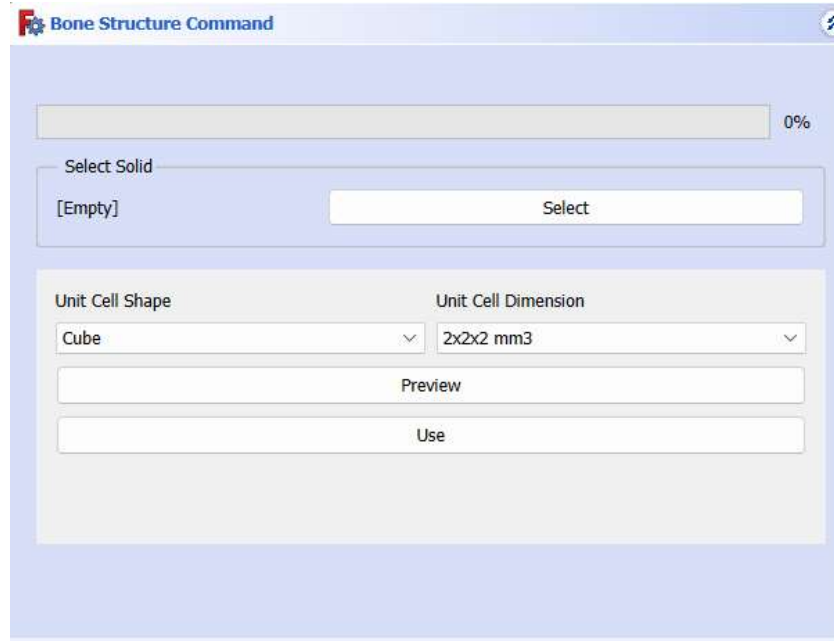 Bone Structure Command
0%
Select Solid
[Empty] Select
Unit Cell Shape Unit Cell Dimension
Cube 2x2x2 mm3
Preview
Use